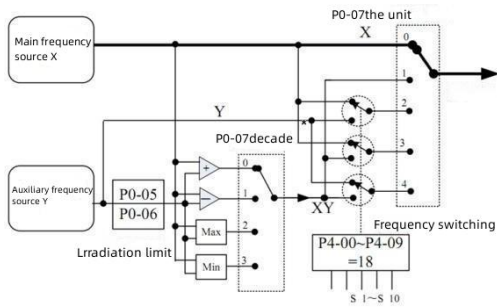 P0-07the unit
Main frequency
source X
X
0
1
Y
2
P0-07decade
3
Auxiliary frequency
source Y
P0-05
P0-06
+
0
−
1
XY
4
Max
2
Frequency switching
Lrradiation limit
P4-00~P4-09
=18
Min
3
S 1~S 10